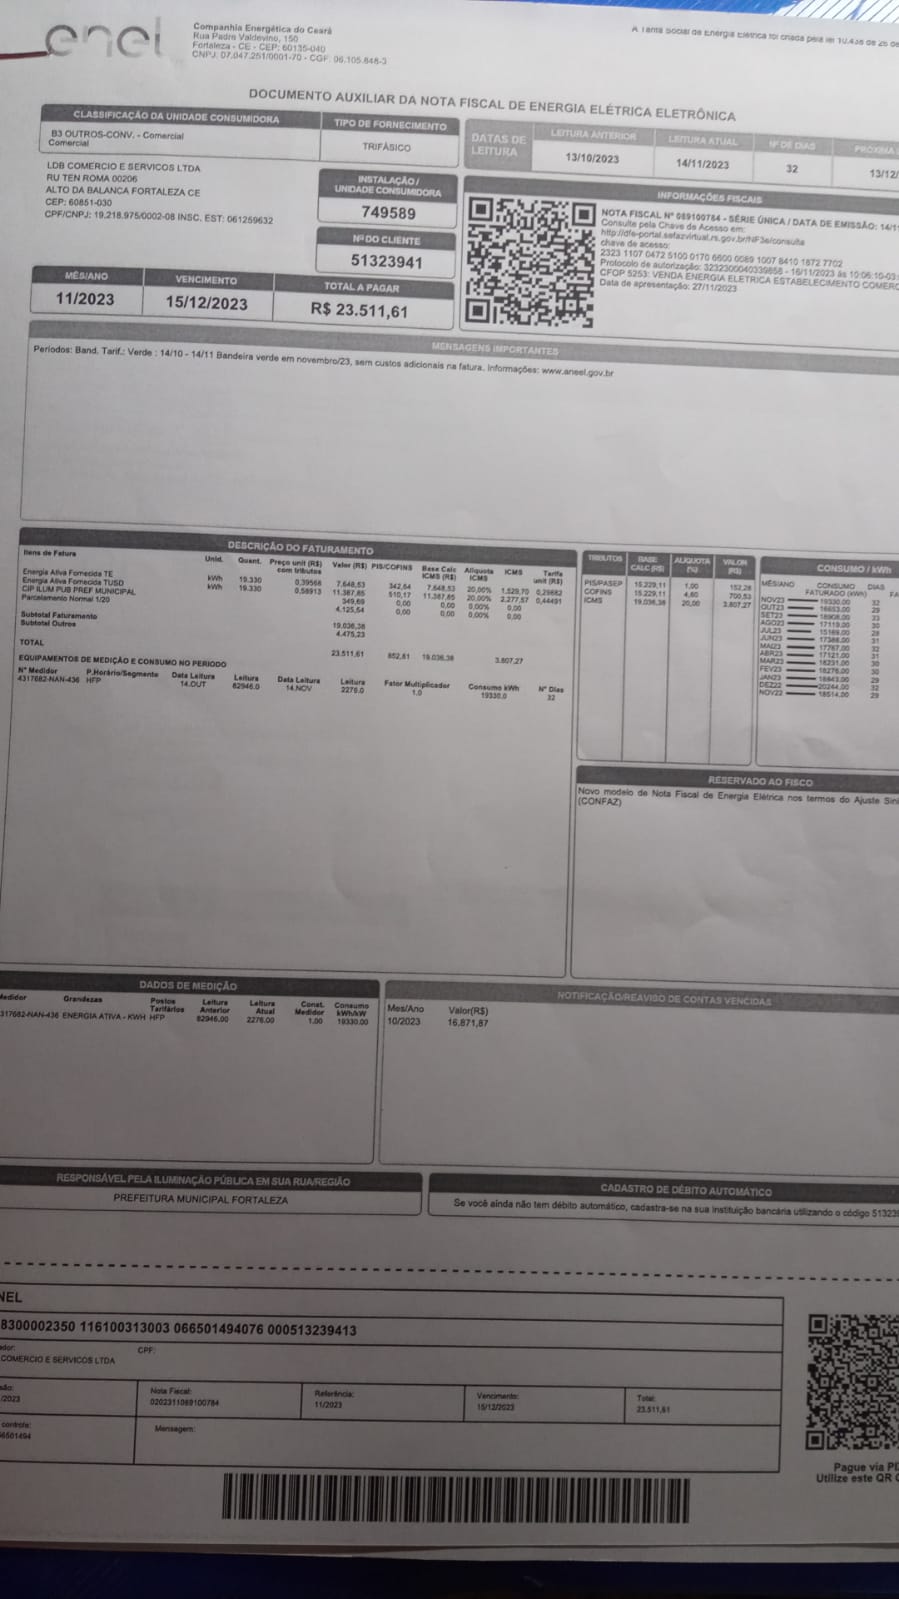 enel
Companhia Energética do Ceará
Rua Padre Valdevino, 150
Fortaleza - CE - CEP: 60135-040
CNPJ: 07.047.251/0001-70 - CGF: 06.105.848-3
A Tarifa Social de Energia Elétrica foi criada pela lei 10.438 de 26 de
DOCUMENTO AUXILIAR DA NOTA FISCAL DE ENERGIA ELÉTRICA ELETRÔNICA
CLASSIFICAÇÃO DA UNIDADE CONSUMIDORA
B3 OUTROS-CONV. - Comercial
Comercial
TIPO DE FORNECIMENTO
TRIFÁSICO
DATAS DE LEITURA
LEITURA ANTERIOR
13/10/2023
LEITURA ATUAL
14/11/2023
Nº DE DIAS
32
PRÓXIMA
13/12/
LDB COMERCIO E SERVICOS LTDA
RU TEN ROMA 00206
ALTO DA BALANCA FORTALEZA CE
CEP: 60851-030
CPF/CNPJ: 19.218.975/0002-08 INSC. EST: 061259632
INSTALAÇÃO / UNIDADE CONSUMIDORA
749589
Nº DO CLIENTE
51323941
MÊS/ANO
11/2023
VENCIMENTO
15/12/2023
TOTAL A PAGAR
R$ 23.511,61
INFORMAÇÕES FISCAIS
NOTA FISCAL Nº 089100784 - SÉRIE ÚNICA / DATA DE EMISSÃO: 14/1
Consulte pela Chave de Acesso em:
http://dfe-portal.sefazvirtual.rs.gov.br/NF3e/consulta
chave de acesso:
2323 1107 0472 5100 0170 6600 0089 1007 8410 1872 7702
Protocolo de autorização: 3232300040339858 - 16/11/2023 às 10:06:10-03:
CFOP 5253: VENDA ENERGIA ELETRICA ESTABELECIMENTO COMERC
Data de apresentação: 27/11/2023
MENSAGENS IMPORTANTES
Períodos: Band. Tarif.: Verde : 14/10 - 14/11 Bandeira verde em novembro/23, sem custos adicionais na fatura. Informações: www.aneel.gov.br
DESCRIÇÃO DO FATURAMENTO
Itens de Fatura Unid. Quant. Preço unit (R$) com tributos Valor (R$) PIS/COFINS Base Calc ICMS (R$) Alíquota ICMS ICMS Tarifa unit (R$)
Energia Ativa Fornecida TE kWh 19.330 0,39568 7.648,53 342,64 7.648,53 20,00% 1.529,70 0,29882
Energia Ativa Fornecida TUSD kWh 19.330 0,58913 11.387,85 510,17 11.387,85 20,00% 2.277,57 0,44491
CIP ILUM PUB PREF MUNICIPAL 349,69 0,00 0,00 0,00% 0,00
Parcelamento Normal 1/20 4.125,54 0,00 0,00 0,00% 0,00
Subtotal Faturamento 19.036,38
Subtotal Outros 4.475,23
TOTAL 23.511,61 852,81 19.036,38 3.807,27
EQUIPAMENTOS DE MEDIÇÃO E CONSUMO NO PERÍODO
Nº Medidor P.Horário/Segmento Data Leitura Leitura Data Leitura Leitura Fator Multiplicador Consumo kWh Nº Dias
4317682-NAN-436 HFP 14.OUT 82946.0 14.NOV 2276.0 1.0 19330.0 32
TRIBUTOS BASE CALC (R$) ALÍQUOTA (%) VALOR (R$)
PIS/PASEP 15.229,11 1,00 152,28
COFINS 15.229,11 4,60 700,53
ICMS 19.036,38 20,00 3.807,27
CONSUMO / kWh
MÊS/ANO CONSUMO FATURADO (kWh) DIAS
NOV23 19330,00 32
OUT23 16653,00 29
SET23 18908,00 33
AGO23 17119,00 30
JUL23 15169,00 28
JUN23 17388,00 31
MAI23 17767,00 32
ABR23 17121,00 31
MAR23 18231,00 30
FEV23 18276,00 30
JAN23 18843,00 29
DEZ22 20244,00 32
NOV22 18514,00 29
RESERVADO AO FISCO
Novo modelo de Nota Fiscal de Energia Elétrica nos termos do Ajuste Sini
(CONFAZ)
DADOS DE MEDIÇÃO
Medidor Grandezas Postos Tarifários Leitura Anterior Leitura Atual Const. Medidor Consumo kWh/kW
317682-NAN-436 ENERGIA ATIVA - KWH HFP 82946,00 2276,00 1,00 19330,00
NOTIFICAÇÃO/REAVISO DE CONTAS VENCIDAS
Mes/Ano Valor(R$)
10/2023 16.871,87
RESPONSÁVEL PELA ILUMINAÇÃO PÚBLICA EM SUA RUA/REGIÃO
PREFEITURA MUNICIPAL FORTALEZA
CADASTRO DE DÉBITO AUTOMÁTICO
Se você ainda não tem débito automático, cadastra-se na sua instituição bancária utilizando o código 51323
NEL
8300002350 116100313003 066501494076 000513239413
ador: CPF:
COMERCIO E SERVICOS LTDA
são: Nota Fiscal: Referência: Vencimento: Total:
/2023 0202311089100784 11/2023 15/12/2023 23.511,61
controle: Mensagem:
6501494
Pague via PI
Utilize este QR C